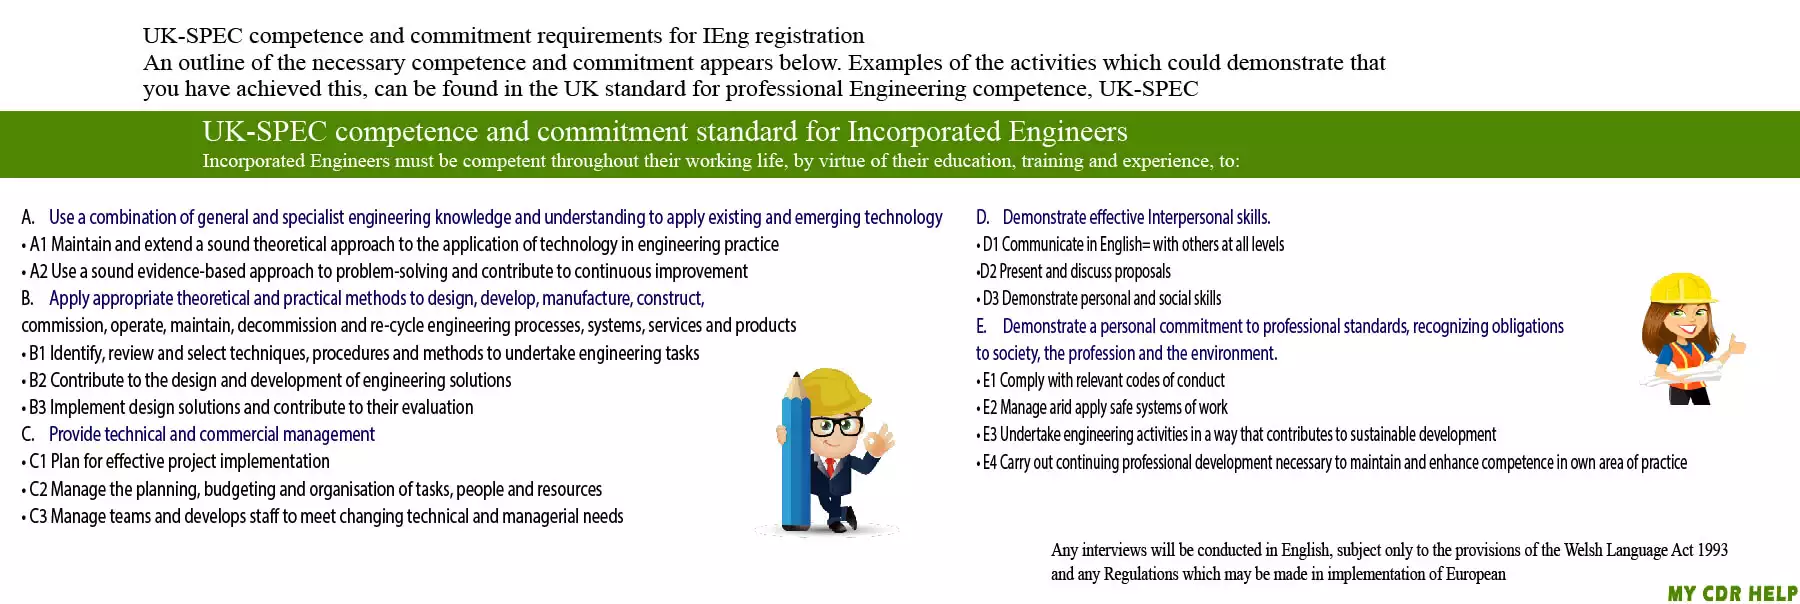 UK-SPEC competence and commitment requirements for IEng registration
An outline of the necessary competence and commitment appears below. Examples of the activities which could demonstrate that
you have achieved this, can be found in the UK standard for professional Engineering competence, UK-SPEC
UK-SPEC competence and commitment standard for Incorporated Engineers
Incorporated Engineers must be competent throughout their working life, by virtue of their education, training and experience, to:
A. Use a combination of general and specialist engineering knowledge and understanding to apply existing and emerging technology
• A1 Maintain and extend a sound theoretical approach to the application of technology in engineering practice
• A2 Use a sound evidence-based approach to problem-solving and contribute to continuous improvement
B. Apply appropriate theoretical and practical methods to design, develop, manufacture, construct,
commission, operate, maintain, decommission and re-cycle engineering processes, systems, services and products
• B1 Identify, review and select techniques, procedures and methods to undertake engineering tasks
• B2 Contribute to the design and development of engineering solutions
• B3 Implement design solutions and contribute to their evaluation
C. Provide technical and commercial management
• C1 Plan for effective project implementation
• C2 Manage the planning, budgeting and organisation of tasks, people and resources
• C3 Manage teams and develops staff to meet changing technical and managerial needs
D. Demonstrate effective Interpersonal skills.
• D1 Communicate in English= with others at all levels
•D2 Present and discuss proposals
• D3 Demonstrate personal and social skills
E. Demonstrate a personal commitment to professional standards, recognizing obligations
to society, the profession and the environment.
• E1 Comply with relevant codes of conduct
• E2 Manage arid apply safe systems of work
• E3 Undertake engineering activities in a way that contributes to sustainable development
• E4 Carry out continuing professional development necessary to maintain and enhance competence in own area of practice
Any interviews will be conducted in English, subject only to the provisions of the Welsh Language Act 1993
and any Regulations which may be made in implementation of European
MY CDR HELP